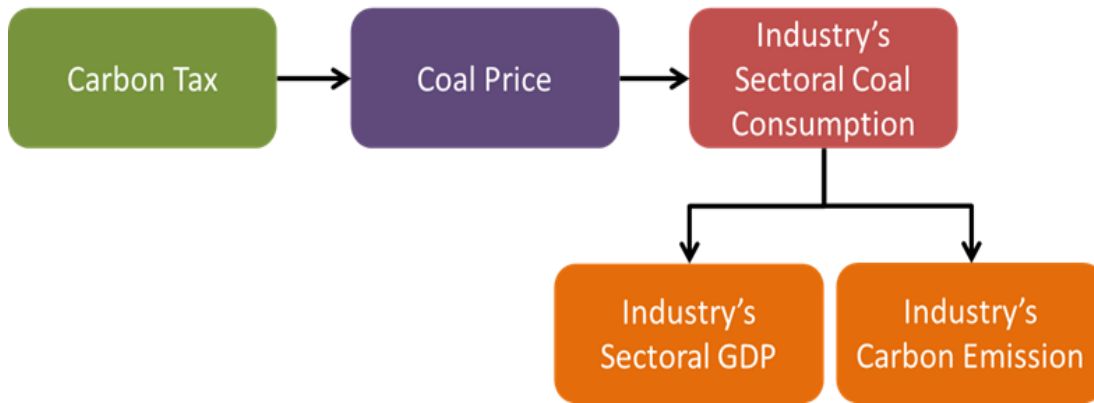 Carbon Tax
Coal Price
Industry’s
Sectoral Coal
Consumption
Industry’s
Sectoral GDP
Industry’s
Carbon Emission